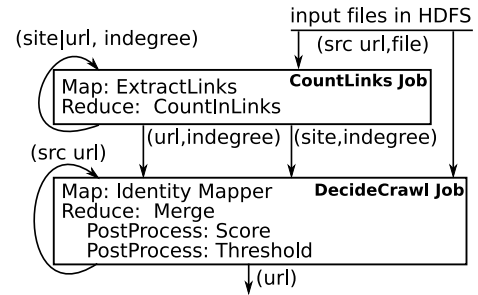 input files in HDFS
(site|url, indegree)
(src url,file)
CountLinks Job
Map: ExtractLinks
Reduce: CountInLinks
(url,indegree)
(site,indegree)
(src url)
Map: Identity Mapper
DecideCrawl Job
Reduce: Merge
PostProcess: Score
PostProcess: Threshold
(url)